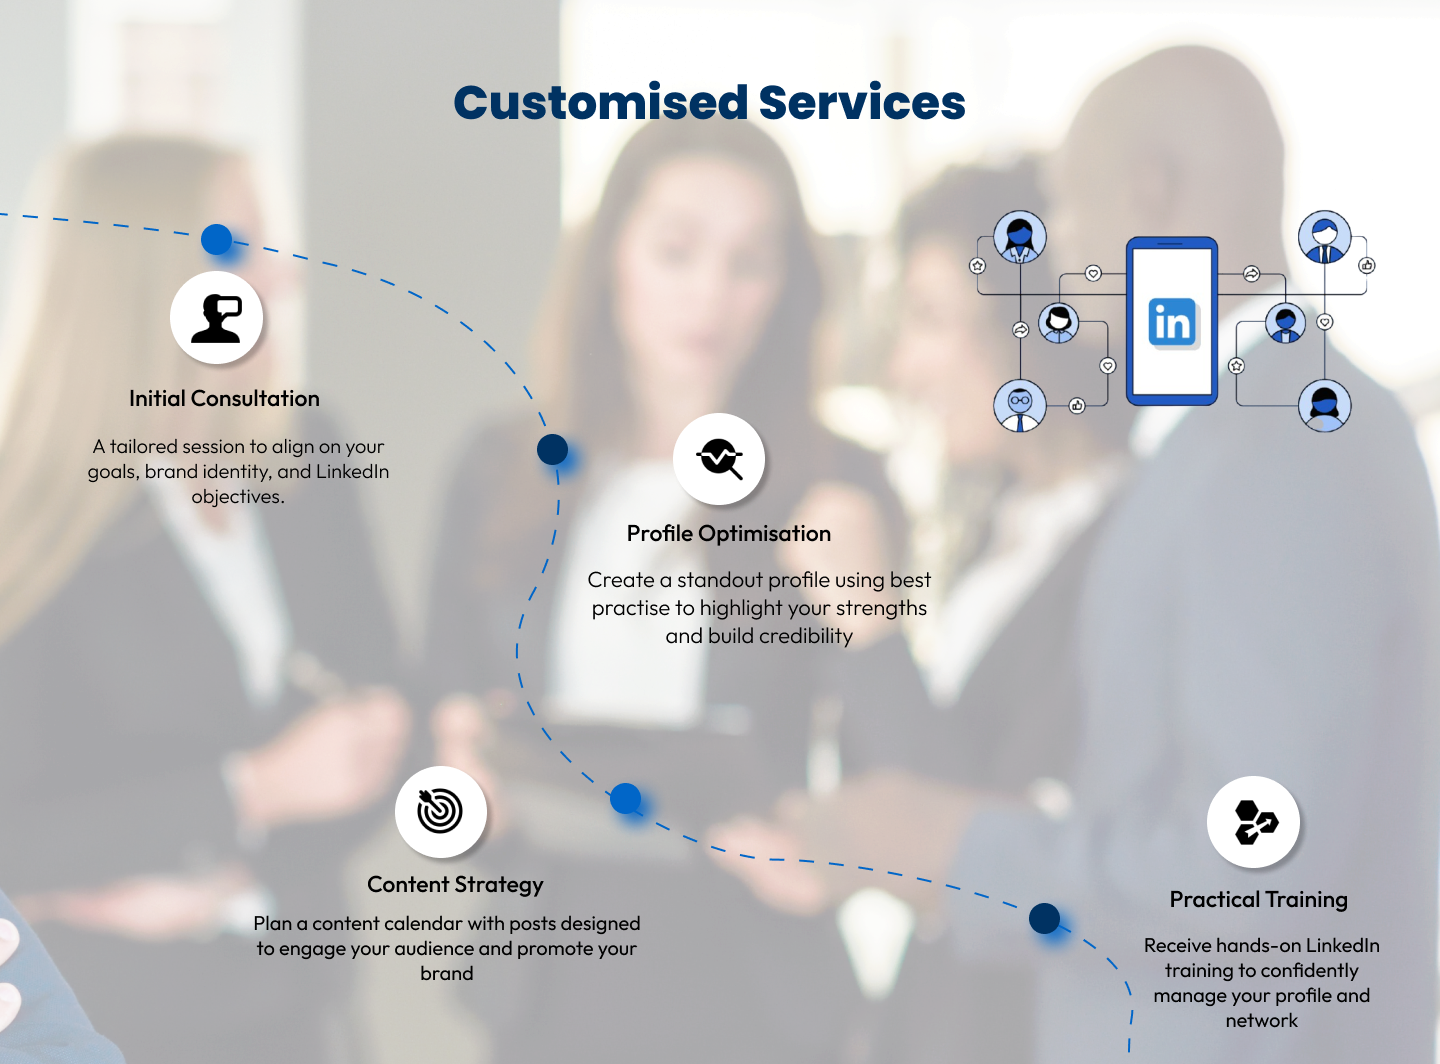 Customised Services
in
Initial Consultation
A tailored session to align on your
goals, brand identity, and LinkedIn
objectives.
Profile Optimisation
Create a standout profile using best
practise to highlight your strengths
and build credibility
Content Strategy
Plan a content calendar with posts designed
to engage your audience and promote your
brand
Practical Training
Receive hands-on LinkedIn
training to confidently
manage your profile and
network